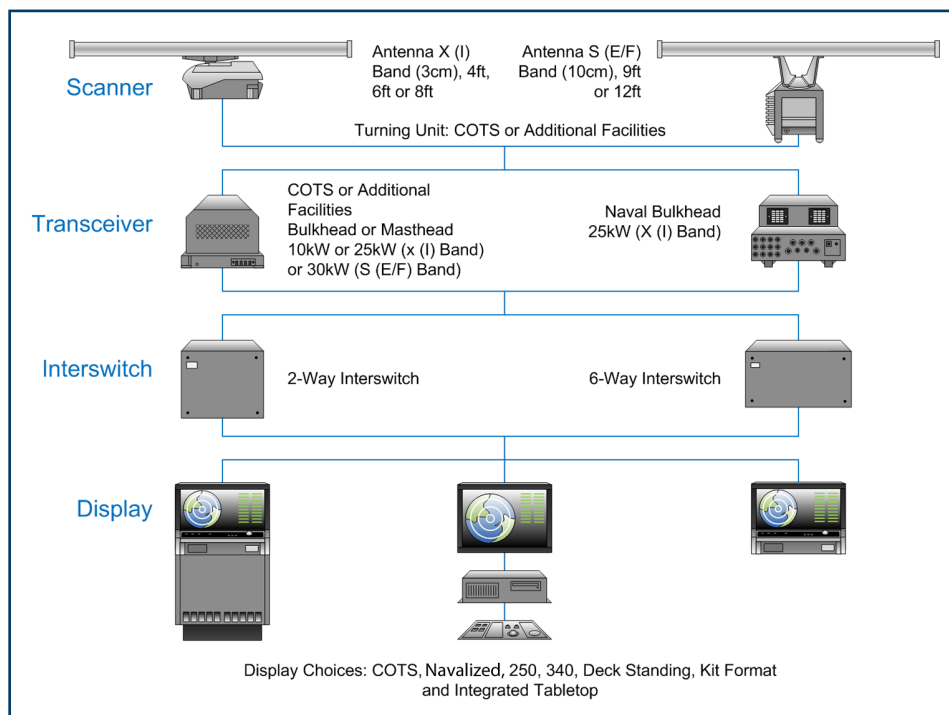 Scanner
Antenna X (I)
Band (3cm), 4ft,
6ft or 8ft
Antenna S (E/F)
Band (10cm), 9ft
or 12ft
Turning Unit: COTS or Additional Facilities
Transceiver
COTS or Additional
Facilities
Bulkhead or Masthead
10kW or 25kW (x (I) Band)
or 30kW (S (E/F) Band)
Naval Bulkhead
25kW (X (I) Band)
Interswitch
2-Way Interswitch
6-Way Interswitch
Display
Display Choices: COTS, Navalized, 250, 340, Deck Standing, Kit Format
and Integrated Tabletop